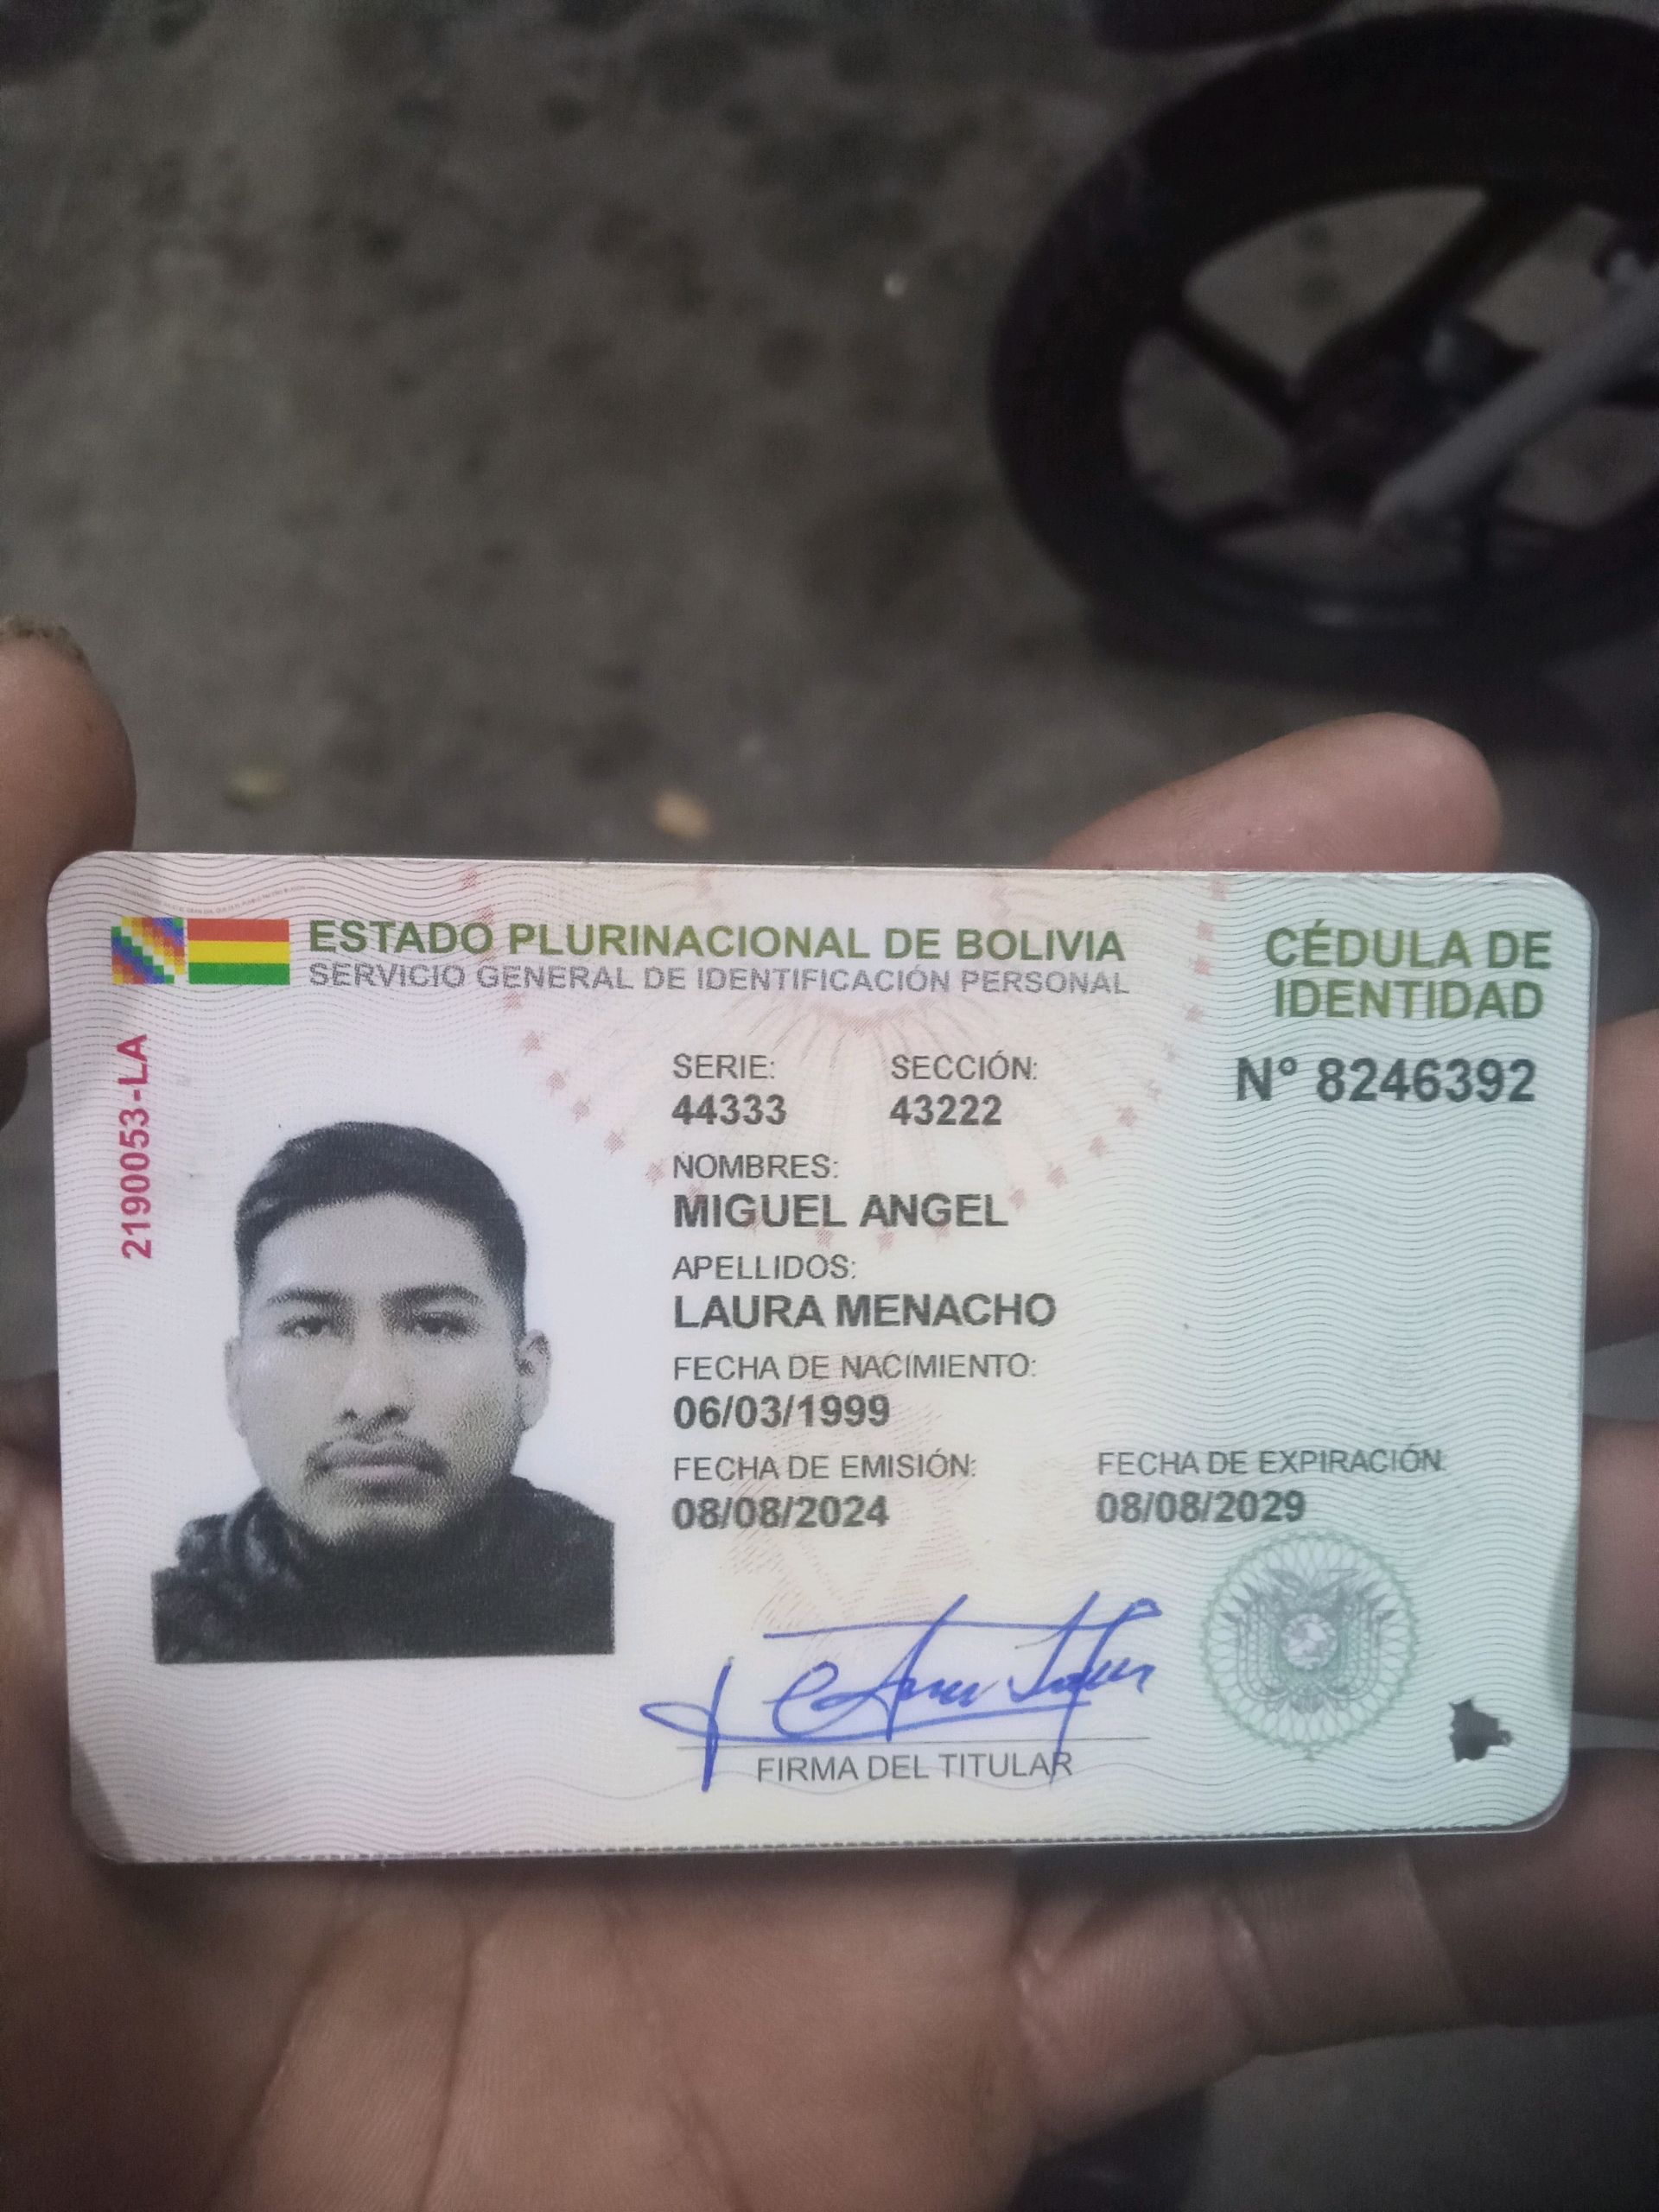 ESTADO PLURINACIONAL DE BOLIVIA
SERVICIO GENERAL DE IDENTIFICACIÓN PERSONAL
CÉDULA DE
IDENTIDAD
Nº 8246392
2190053-LA
SERIE: SECCIÓN:
44333 43222
NOMBRES:
MIGUEL ANGEL
APELLIDOS:
LAURA MENACHO
FECHA DE NACIMIENTO:
06/03/1999
FECHA DE EMISIÓN: FECHA DE EXPIRACIÓN:
08/08/2024 08/08/2029
FIRMA DEL TITULAR